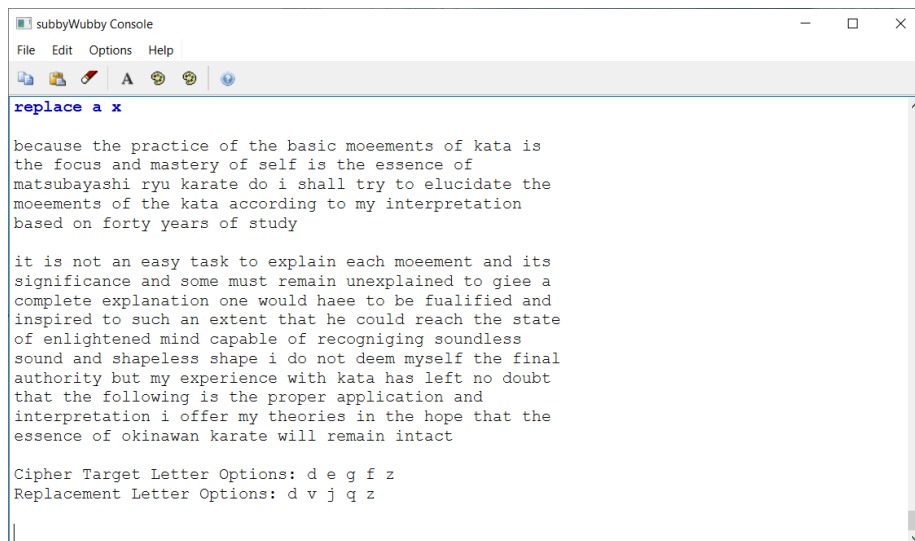 subbyWubby Console
File Edit Options Help
A
replace a x
because the practice of the basic moeements of kata is
the focus and mastery of self is the essence of
matsubayashi ryu karate do i shall try to elucidate the
moeements of the kata according to my interpretation
based on forty years of study
it is not an easy task to explain each moeement and its
significance and some must remain unexplained to giee a
complete explanation one would haee to be fualified and
inspired to such an extent that he could reach the state
of enlightened mind capable of recogniging soundless
sound and shapeless shape i do not deem myself the final
authority but my experience with kata has left no doubt
that the following is the proper application and
interpretation i offer my theories in the hope that the
essence of okinawan karate will remain intact
Cipher Target Letter Options: d e g f z
Replacement Letter Options: d v j q z